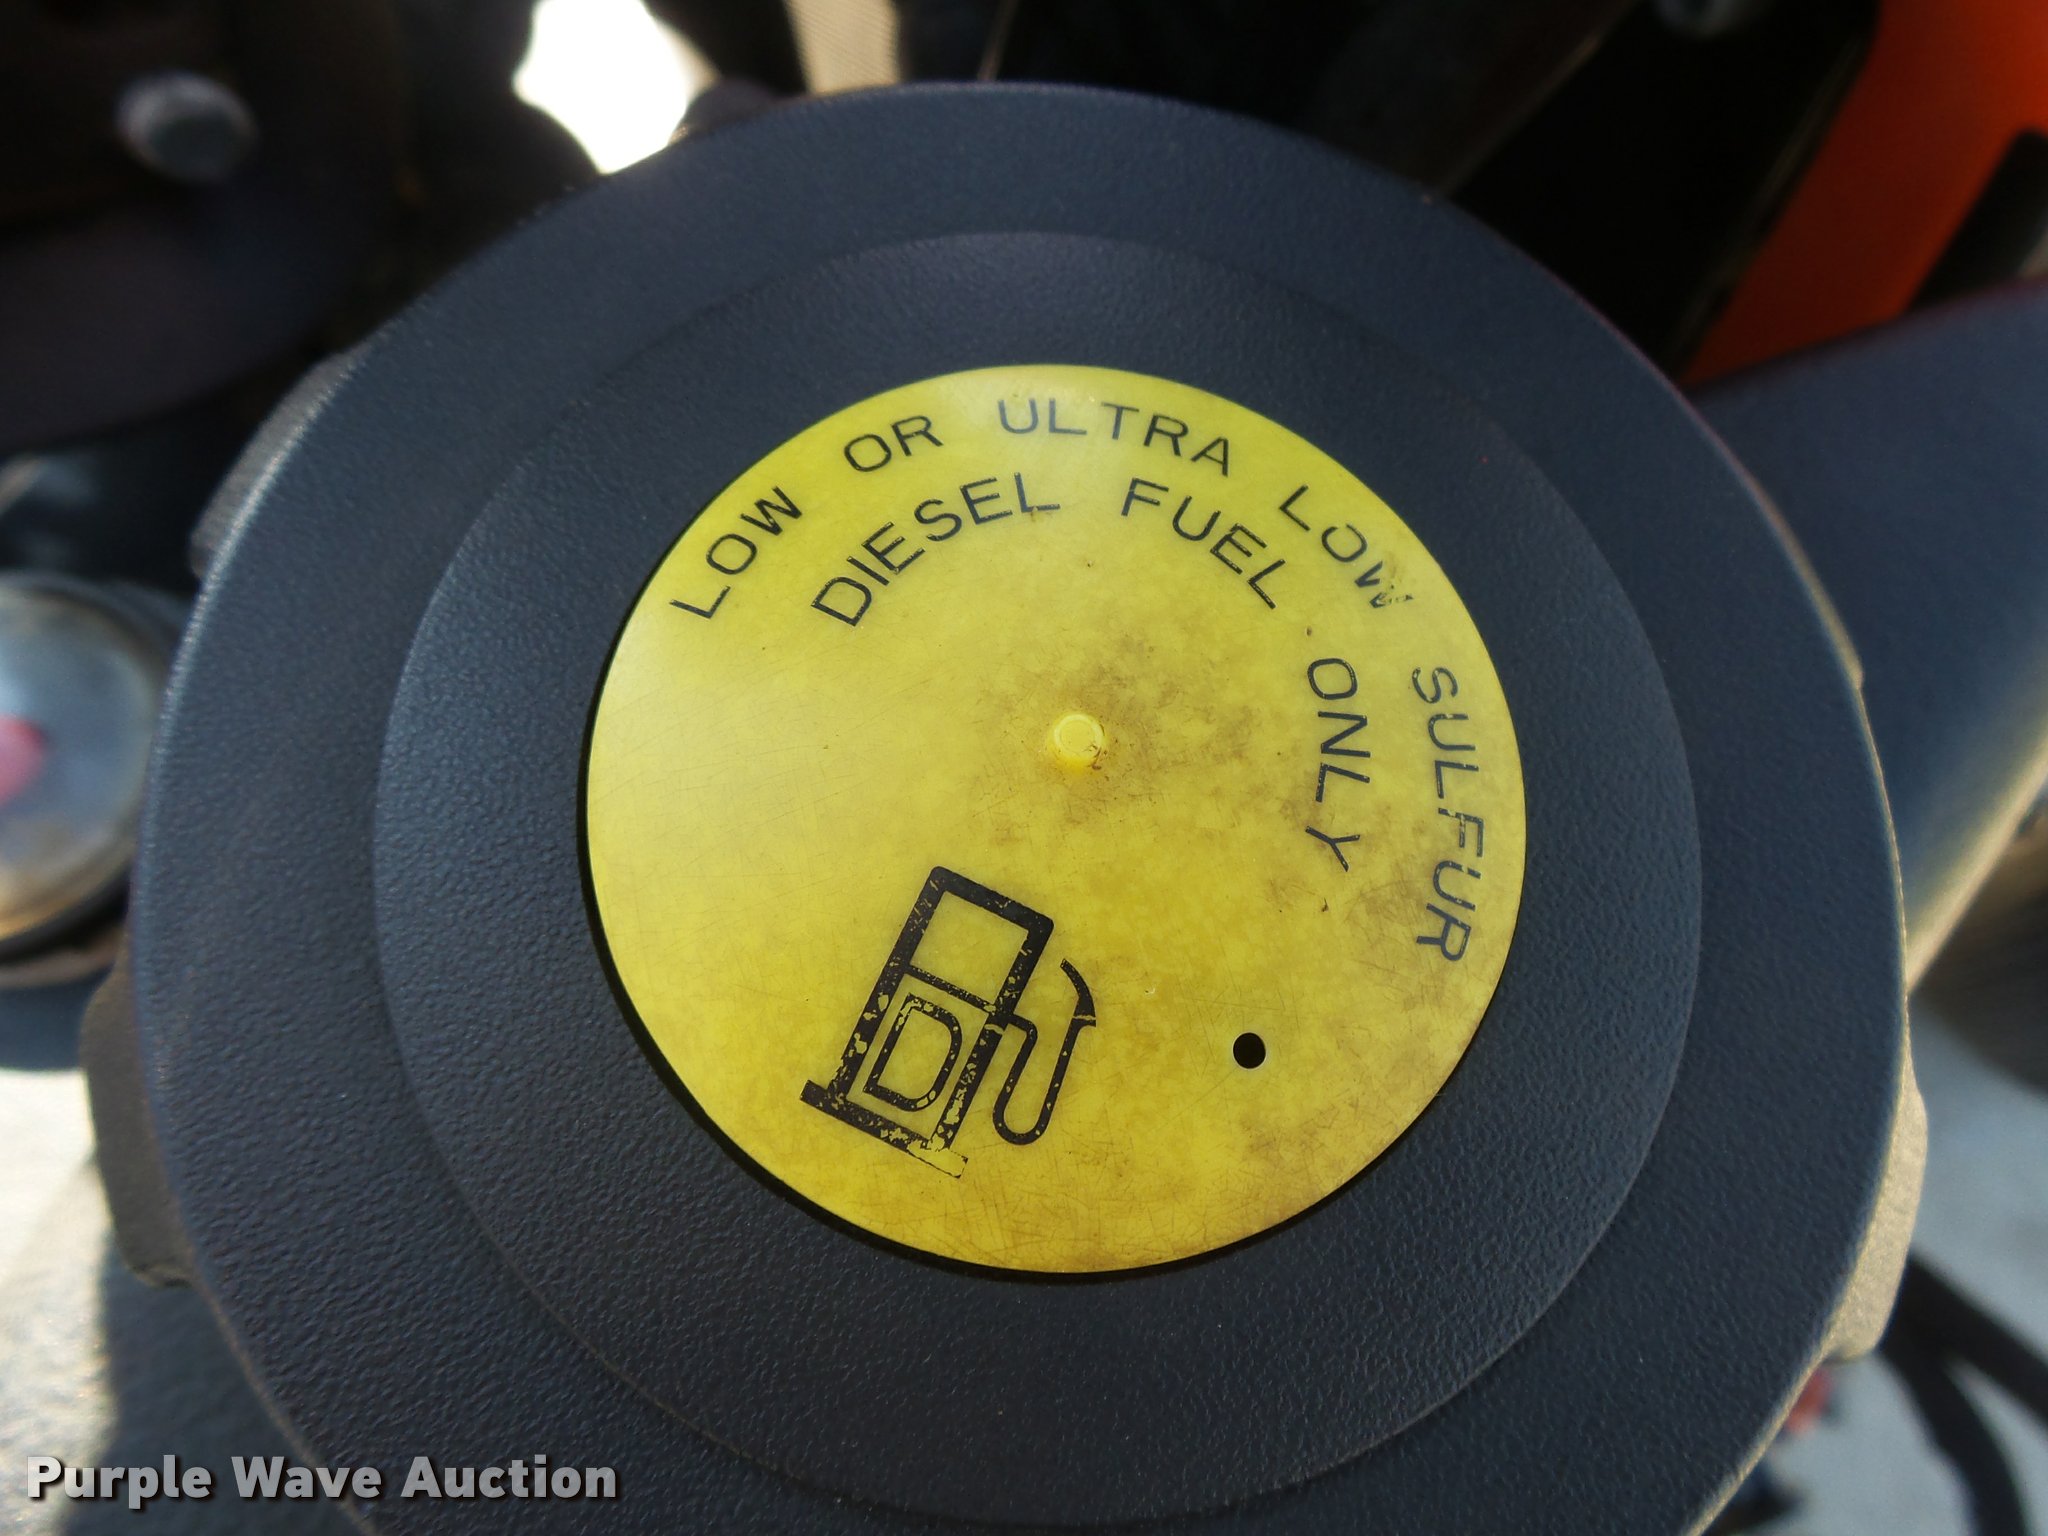 LOW OR ULTRA LOW SULFUR
DIESEL FUEL ONLY
D
Purple Wave Auction